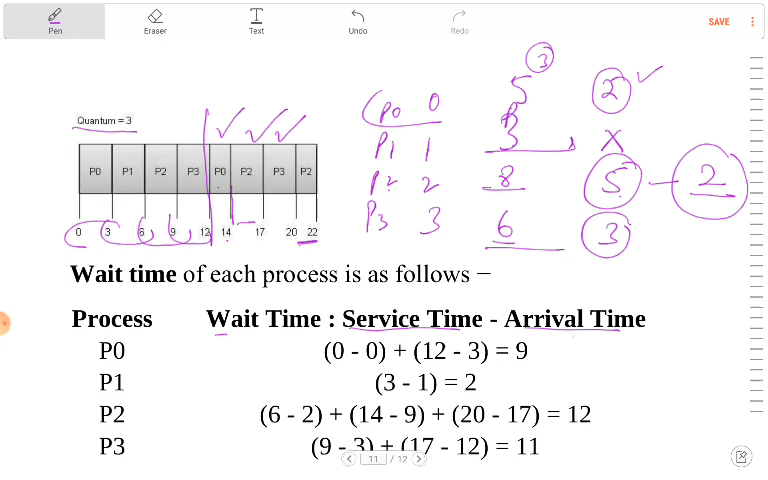 Pen Eraser Text Undo Redo SAVE
3
Quantum = 3
P0 P1 P2 P3 P0 P2 P3 P2
0 3 6 9 12 14 17 20 22
P0 0 5 2
P1 1 3 X
P2 2 8 5 - 2
P3 3 6 3
Wait time of each process is as follows −
Process Wait Time : Service Time - Arrival Time
P0 (0 - 0) + (12 - 3) = 9
P1 (3 - 1) = 2
P2 (6 - 2) + (14 - 9) + (20 - 17) = 12
P3 (9 - 3) + (17 - 12) = 11
11 / 12